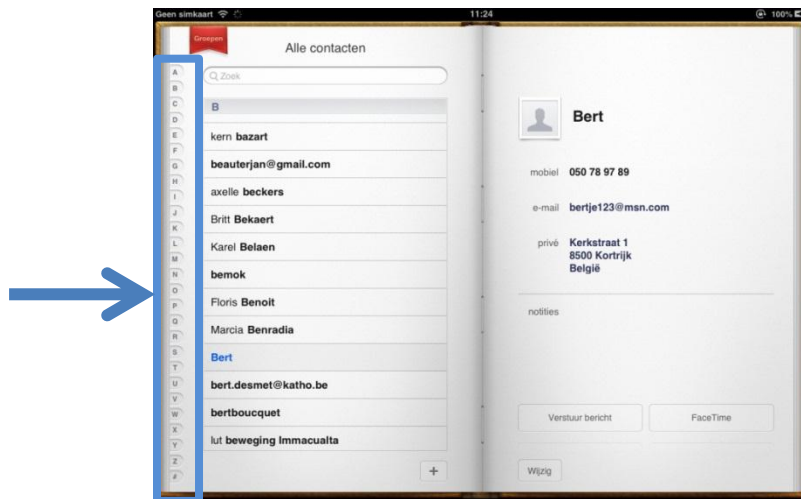 Geen simkaart 11:24 100%
Groepen
Alle contacten
Zoek
A
B
C
D
E
F
G
H
I
J
K
L
M
N
O
P
Q
R
S
T
U
V
W
X
Y
Z
#
B
kern bazart
beauterjan@gmail.com
axelle beckers
Britt Bekaert
Karel Belaen
bemok
Floris Benoit
Marcia Benradia
Bert
bert.desmet@katho.be
bertboucquet
lut beweging Immacualta
+
Bert
mobiel 050 78 97 89
e-mail bertje123@msn.com
privé Kerkstraat 1
8500 Kortrijk
België
notities
Verstuur bericht FaceTime
Wijzig